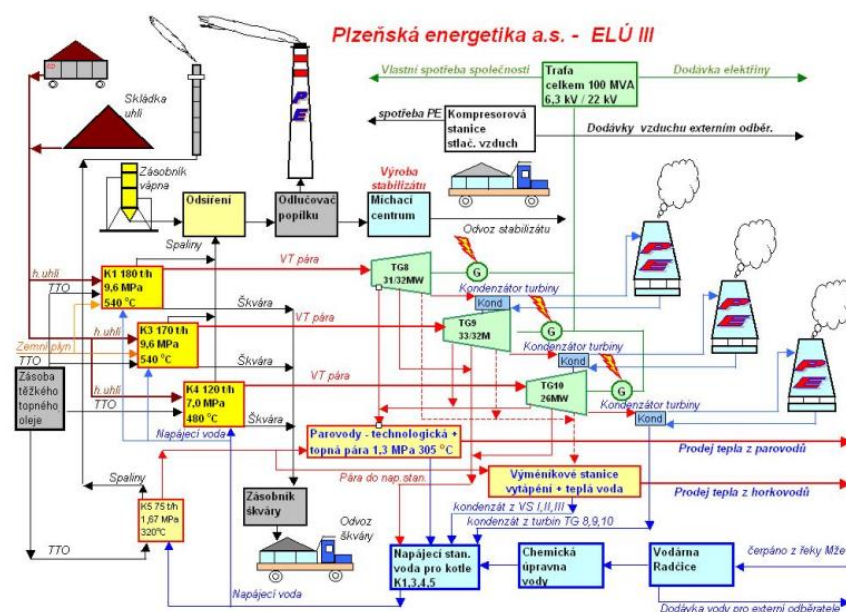 Plzeňská energetika a.s. - ELÚ III
Vlastní spotřeba společnosti
Trafa
celkem 100 MVA
6,3 kV / 22 kV
Dodávka elektřiny
Skládka
uhlí
PE
spotřeba PE
Kompresorová
stanice
stlač. vzduch
Dodávky vzduchu externím odběr.
Zásobník
vápna
Výroba
stabilizátu
Odsíření
Odlučovač
popílku
Míchací
centrum
Odvoz stabilizátu
Spaliny
VT pára
TG8
31/32MW
G
Kondenzátor turbiny
Kond
PE
h.uhlí
TTO
K1 180 t/h
9,6 MPa
540 °C
Škvára
VT pára
TG9
33/32M
G
Kondenzátor turbiny
Kond
PE
Zemní plyn
TTO
h.uhlí
K3 170 t/h
9,6 MPa
540 °C
Škvára
VT pára
TG10
26MW
G
Kondenzátor turbiny
Kond
PE
Zásoba
těžkého
topného
oleje
TTO
K4 120 t/h
7,0 MPa
480 °C
Škvára
Napájecí voda
Parovody - technologická +
topná pára 1,3 MPa 305 °C
Prodej tepla z parovodů
Spaliny
Pára do nap.stan.
Výměníkové stanice
vytápění + teplá voda
Prodej tepla z horkovodů
K5 75 t/h
1,67 MPa
320°C
Zásobník
škváry
kondenzát z VS I,II,III
kondenzát z turbin TG 8,9,10
TTO
Odvoz
škváry
Napájecí stan.
voda pro kotle
K1,3,4,5
Chemická
úpravna
vody
Vodárna
Radčice
čerpáno z řeky Mže
Napájecí voda
Dodávka vody pro externí odběratele